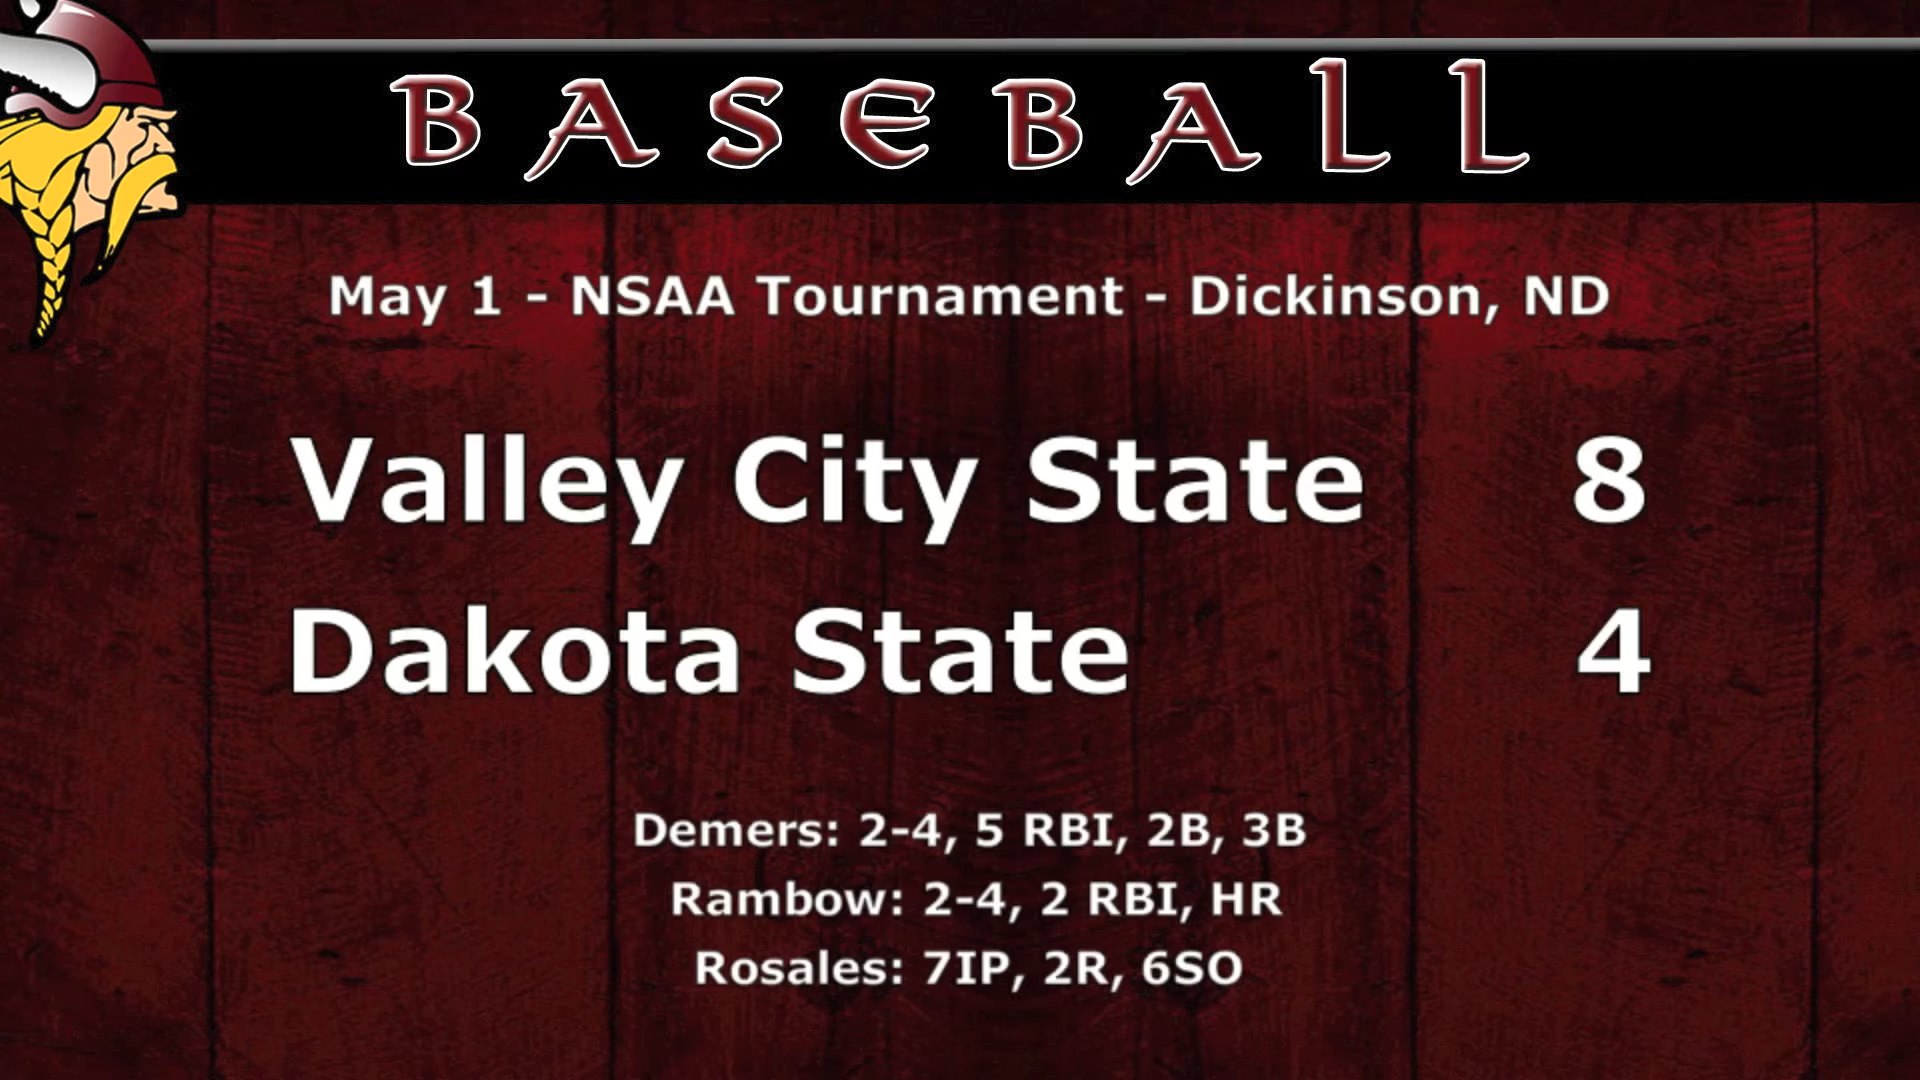 BASEBALL
May 1 - NSAA Tournament - Dickinson, ND
Valley City State 8
Dakota State 4
Demers: 2-4, 5 RBI, 2B, 3B
Rambow: 2-4, 2 RBI, HR
Rosales: 7IP, 2R, 6SO